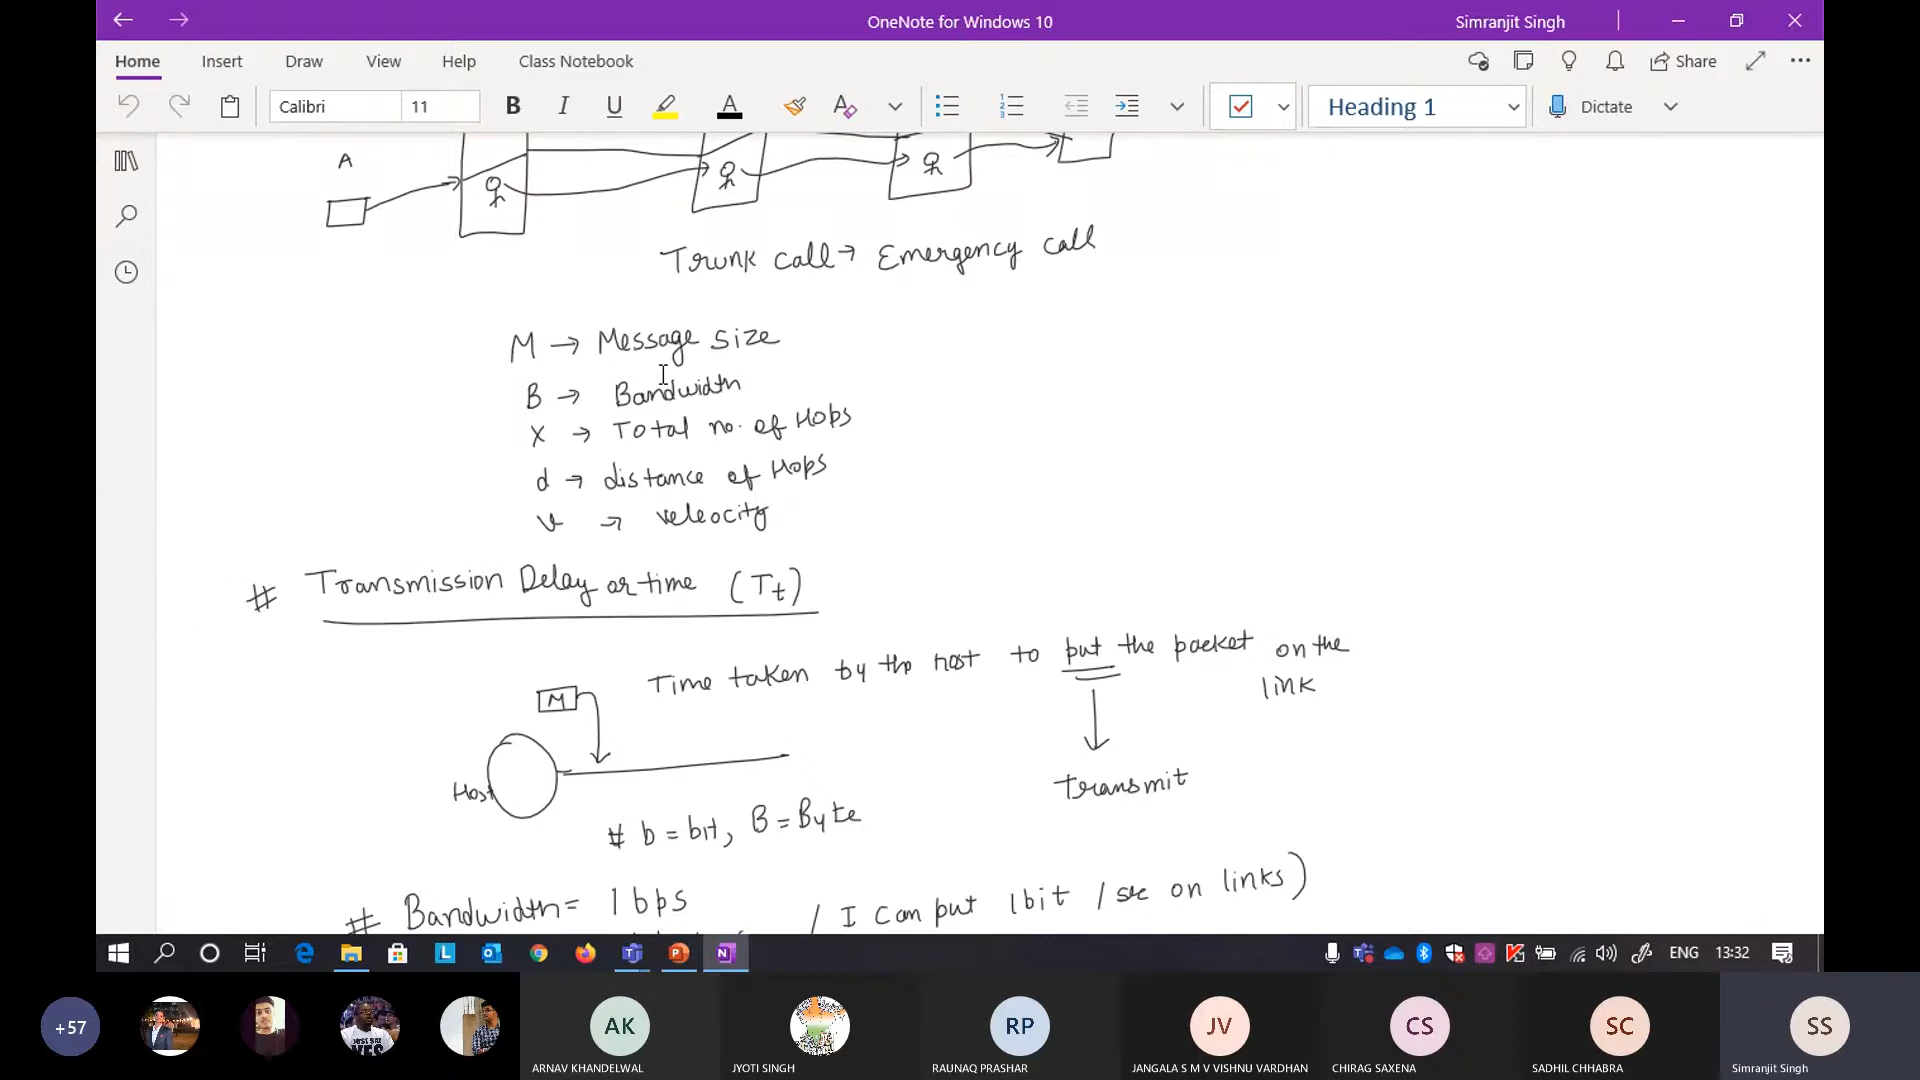 OneNote for Windows 10
Simranjit Singh
Home Insert Draw View Help Class Notebook
Share
Calibri 11 B I U A
Heading 1
Dictate
A
Trunk call → Emergency call
M → Message size
B → Bandwidth
X → Total no. of Hops
d → distance of Hops
v → velocity
# Transmission Delay or time (Tt)
Time taken by the host to put the packet on the
link
M
Transmit
Host
# b = bit, B = Byte
# Bandwidth = 1 bps
/ I can put 1 bit / sec on links)
ENG 13:32
+57
AK
RP
JV
CS
SC
SS
ARNAV KHANDELWAL
JYOTI SINGH
RAUNAQ PRASHAR
JANGALA S M V VISHNU VARDHAN
CHIRAG SAXENA
SADHIL CHHABRA
Simranjit Singh